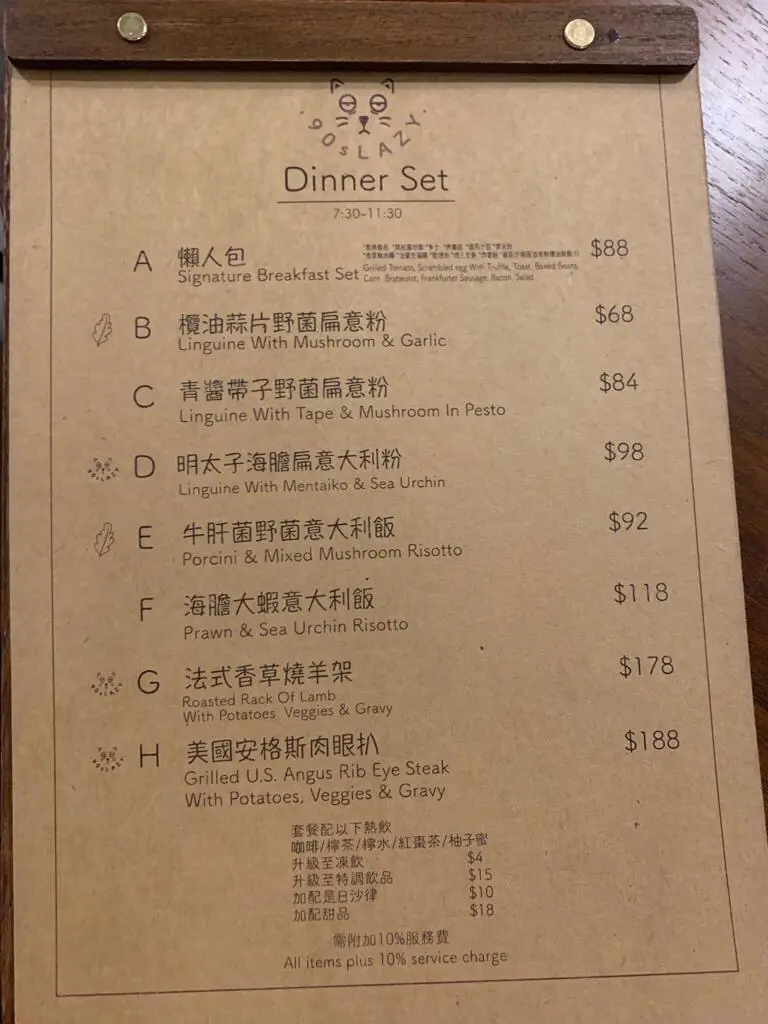 90s LAZY
Dinner Set
7:30-11:30
A 懶人包 $88
Signature Breakfast Set Grilled Tomato, Scrambled egg With Truffle, Toast, Baked Beans,
Corn, Bratwurst, Frankfurter Sausage, Bacon, Salad
B 欖油蒜片野菌扁意粉 $68
Linguine With Mushroom & Garlic
C 青醬帶子野菌扁意粉 $84
Linguine With Tape & Mushroom In Pesto
D 明太子海膽扁意大利粉 $98
Linguine With Mentaiko & Sea Urchin
E 牛肝菌野菌意大利飯 $92
Porcini & Mixed Mushroom Risotto
F 海膽大蝦意大利飯 $118
Prawn & Sea Urchin Risotto
G 法式香草燒羊架 $178
Roasted Rack Of Lamb
With Potatoes Veggies & Gravy
H 美國安格斯肉眼扒 $188
Grilled U.S. Angus Rib Eye Steak
With Potatoes, Veggies & Gravy
套餐配以下熱飲
咖啡/檸茶/檸水/紅棗茶/柚子蜜
升級至凍飲 $4
升級至特調飲品 $15
加配是日沙律 $10
加配甜品 $18
需附加10%服務費
All items plus 10% service charge